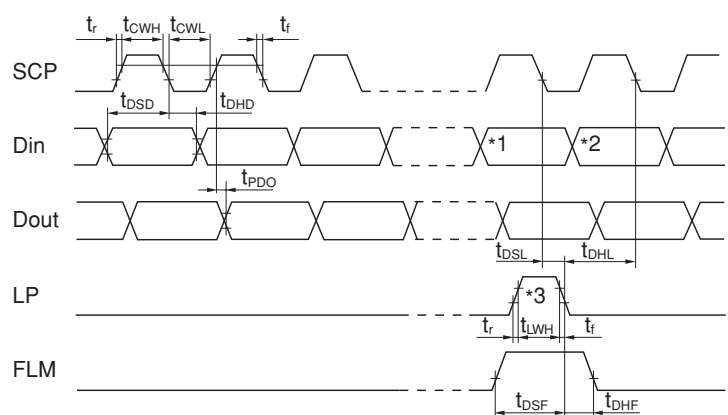 tr tCWH tCWL tf
SCP
tDSD tDHD
Din *1 *2
tPDO
Dout
tDSL tDHL
LP *3
tr tLWH tf
FLM
tDSF tDHF